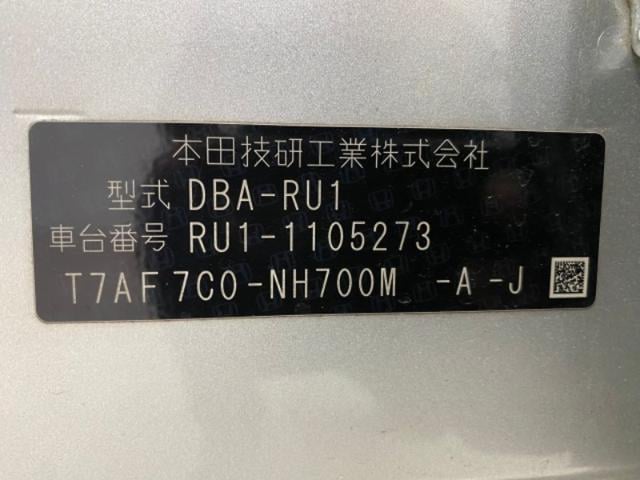 本田技研工業株式会社
型式 DBA-RU1
車台番号 RU1-1105273
T7AF7C0-NH700M -A -J